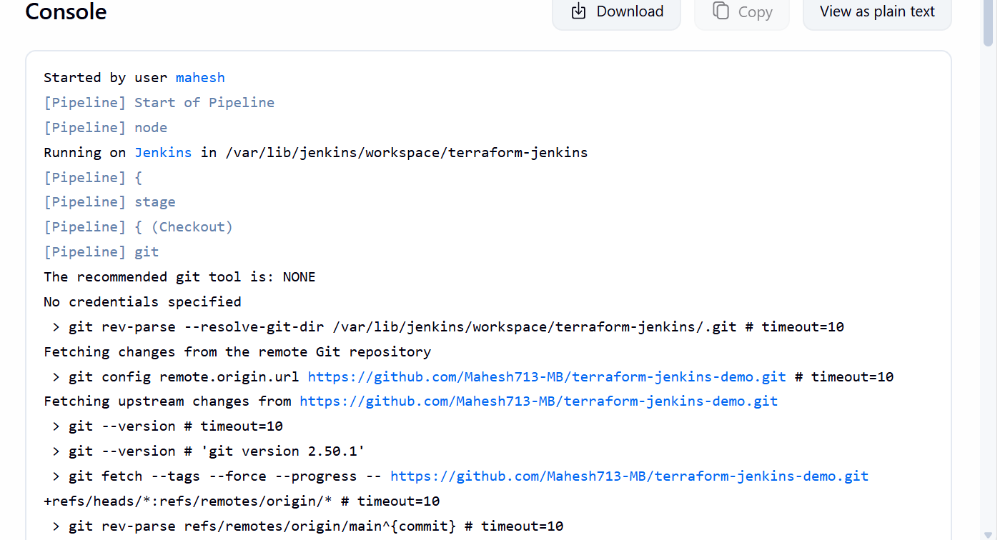 Console
Download
Copy
View as plain text
Started by user mahesh
[Pipeline] Start of Pipeline
[Pipeline] node
Running on Jenkins in /var/lib/jenkins/workspace/terraform-jenkins
[Pipeline] {
[Pipeline] stage
[Pipeline] { (Checkout)
[Pipeline] git
The recommended git tool is: NONE
No credentials specified
 > git rev-parse --resolve-git-dir /var/lib/jenkins/workspace/terraform-jenkins/.git # timeout=10
Fetching changes from the remote Git repository
 > git config remote.origin.url https://github.com/Mahesh713-MB/terraform-jenkins-demo.git # timeout=10
Fetching upstream changes from https://github.com/Mahesh713-MB/terraform-jenkins-demo.git
 > git --version # timeout=10
 > git --version # 'git version 2.50.1'
 > git fetch --tags --force --progress -- https://github.com/Mahesh713-MB/terraform-jenkins-demo.git
+refs/heads/*:refs/remotes/origin/* # timeout=10
 > git rev-parse refs/remotes/origin/main^{commit} # timeout=10